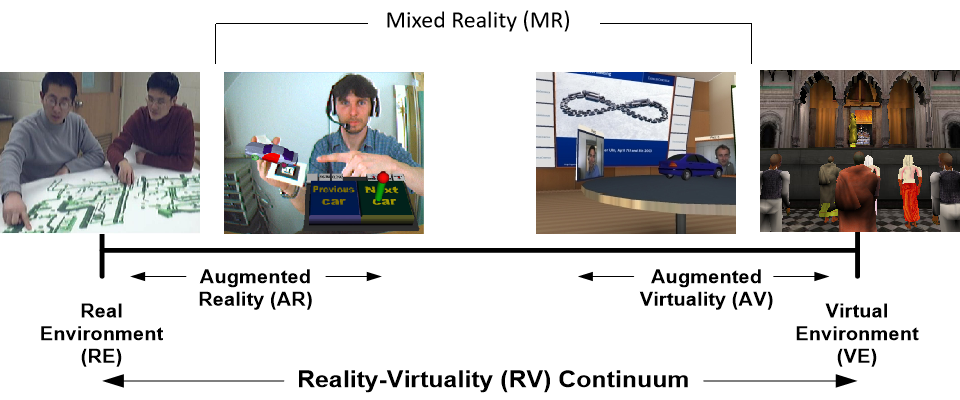 Mixed Reality (MR)
Previous
car
Next
car
Augmented
Reality (AR)
Augmented
Virtuality (AV)
Real
Environment
(RE)
Virtual
Environment
(VE)
Reality-Virtuality (RV) Continuum